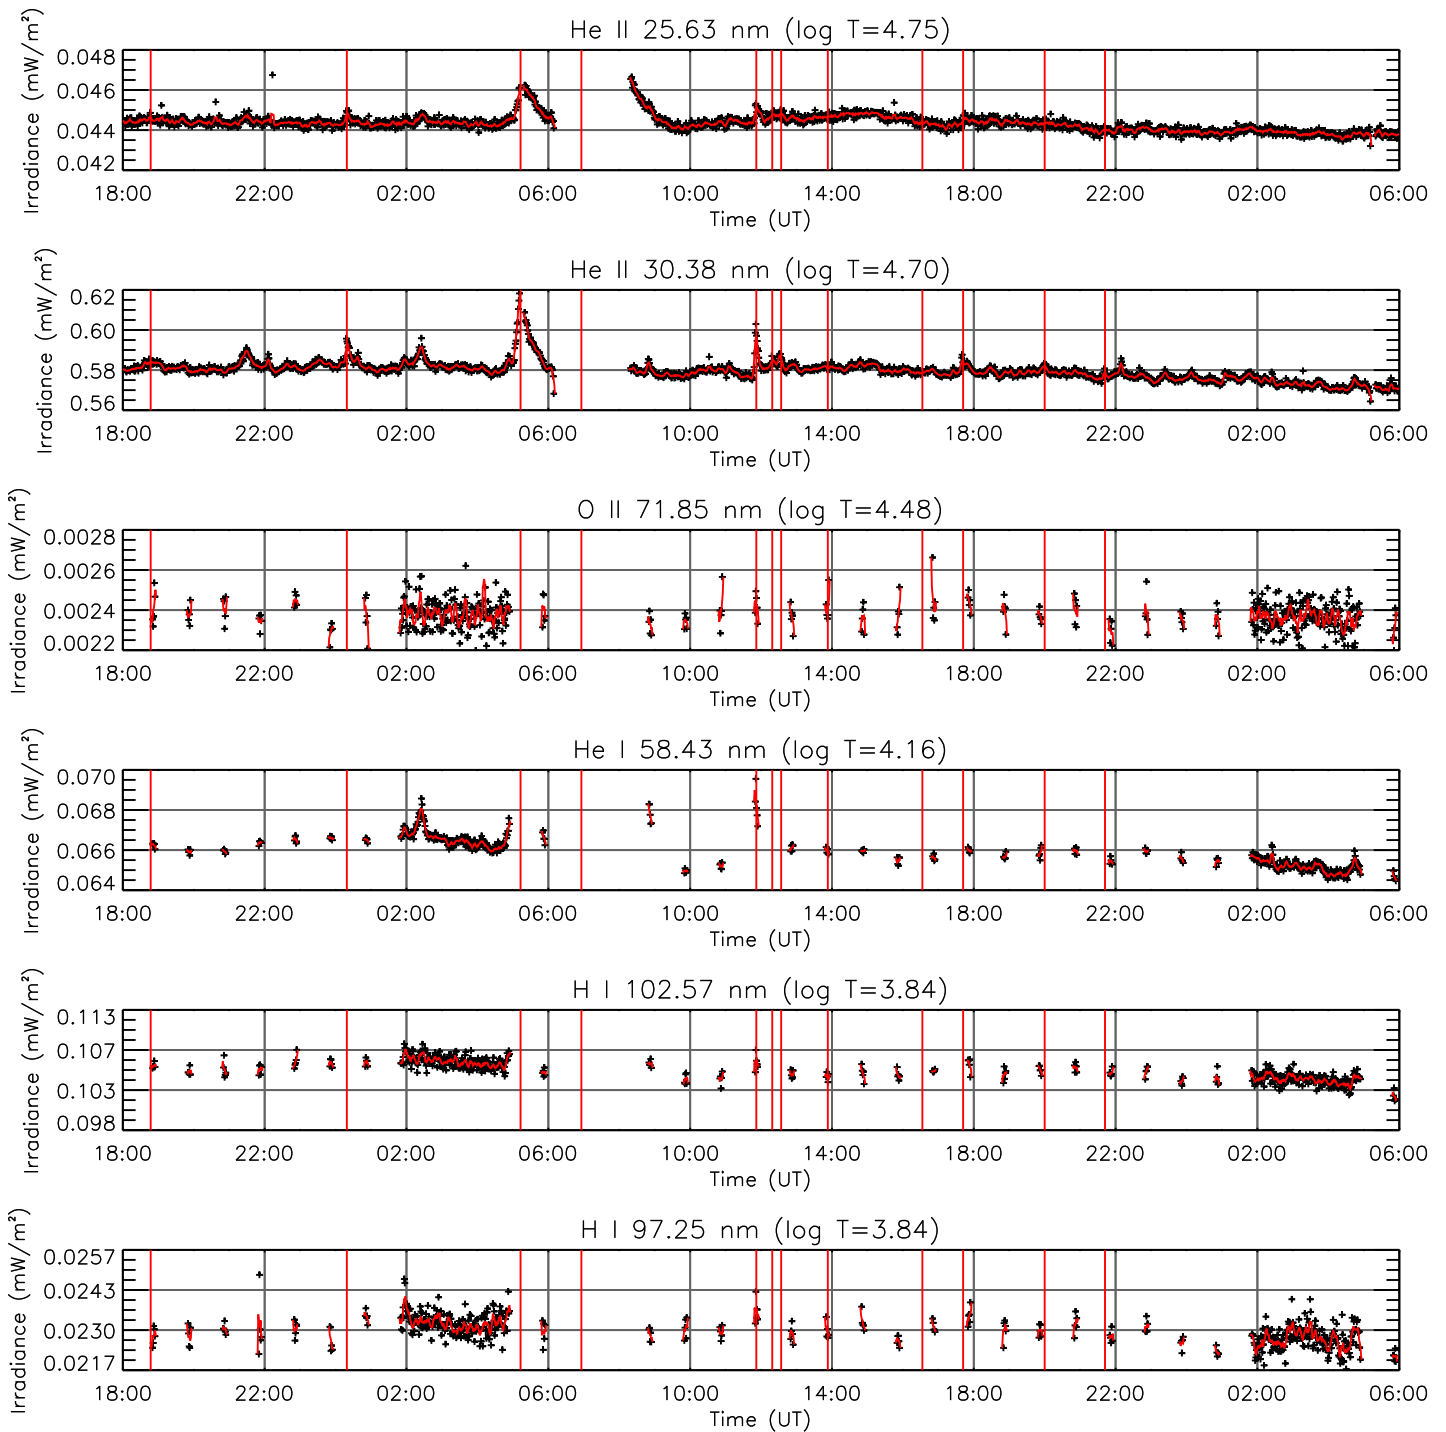 He II 25.63 nm (log T=4.75)
Irradiance (mW/m²)
0.048
0.046
0.044
0.042
18:00 22:00 02:00 06:00 10:00 14:00 18:00 22:00 02:00 06:00
Time (UT)
He II 30.38 nm (log T=4.70)
Irradiance (mW/m²)
0.62
0.60
0.58
0.56
18:00 22:00 02:00 06:00 10:00 14:00 18:00 22:00 02:00 06:00
Time (UT)
O II 71.85 nm (log T=4.48)
Irradiance (mW/m²)
0.0028
0.0026
0.0024
0.0022
18:00 22:00 02:00 06:00 10:00 14:00 18:00 22:00 02:00 06:00
Time (UT)
He I 58.43 nm (log T=4.16)
Irradiance (mW/m²)
0.070
0.068
0.066
0.064
18:00 22:00 02:00 06:00 10:00 14:00 18:00 22:00 02:00 06:00
Time (UT)
H I 102.57 nm (log T=3.84)
Irradiance (mW/m²)
0.113
0.107
0.103
0.098
18:00 22:00 02:00 06:00 10:00 14:00 18:00 22:00 02:00 06:00
Time (UT)
H I 97.25 nm (log T=3.84)
Irradiance (mW/m²)
0.0257
0.0243
0.0230
0.0217
18:00 22:00 02:00 06:00 10:00 14:00 18:00 22:00 02:00 06:00
Time (UT)